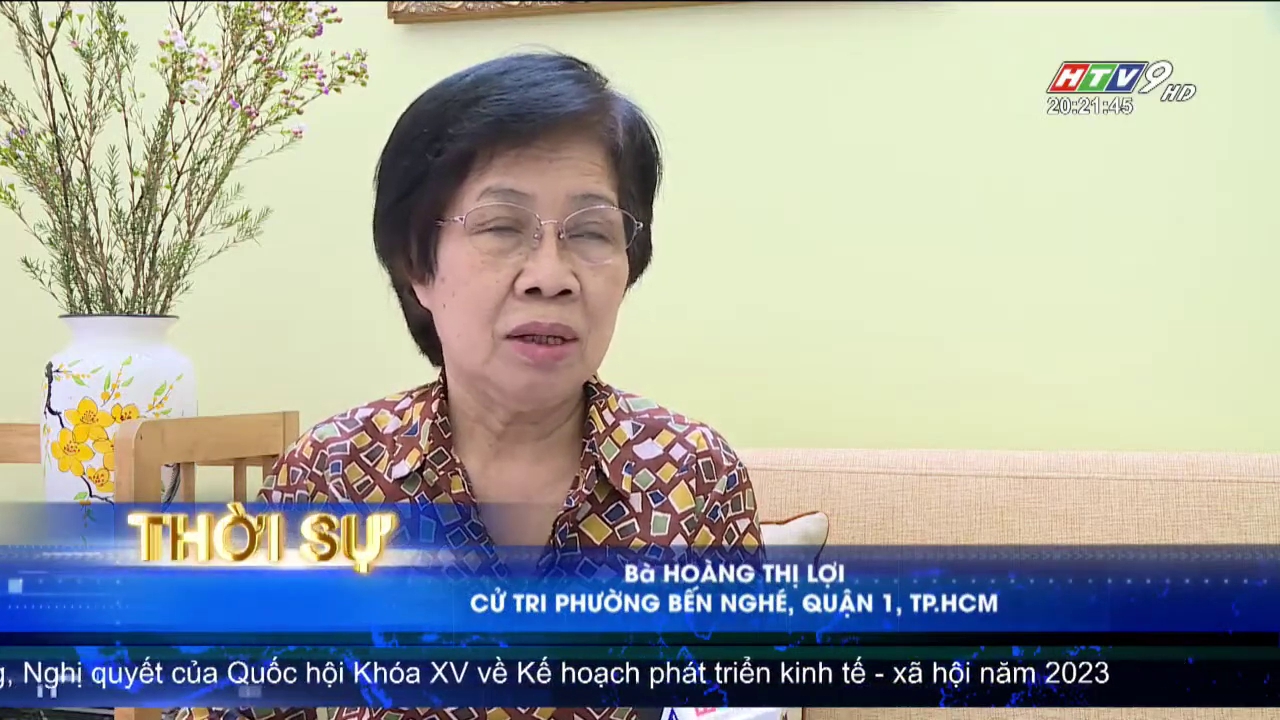 HTV9 HD
20:21:45
THỜI SỰ
Bà HOÀNG THỊ LỢI
CỬ TRI PHƯỜNG BẾN NGHÉ, QUẬN 1, TP.HCM
, Nghị quyết của Quốc hội Khóa XV về Kế hoạch phát triển kinh tế - xã hội năm 2023